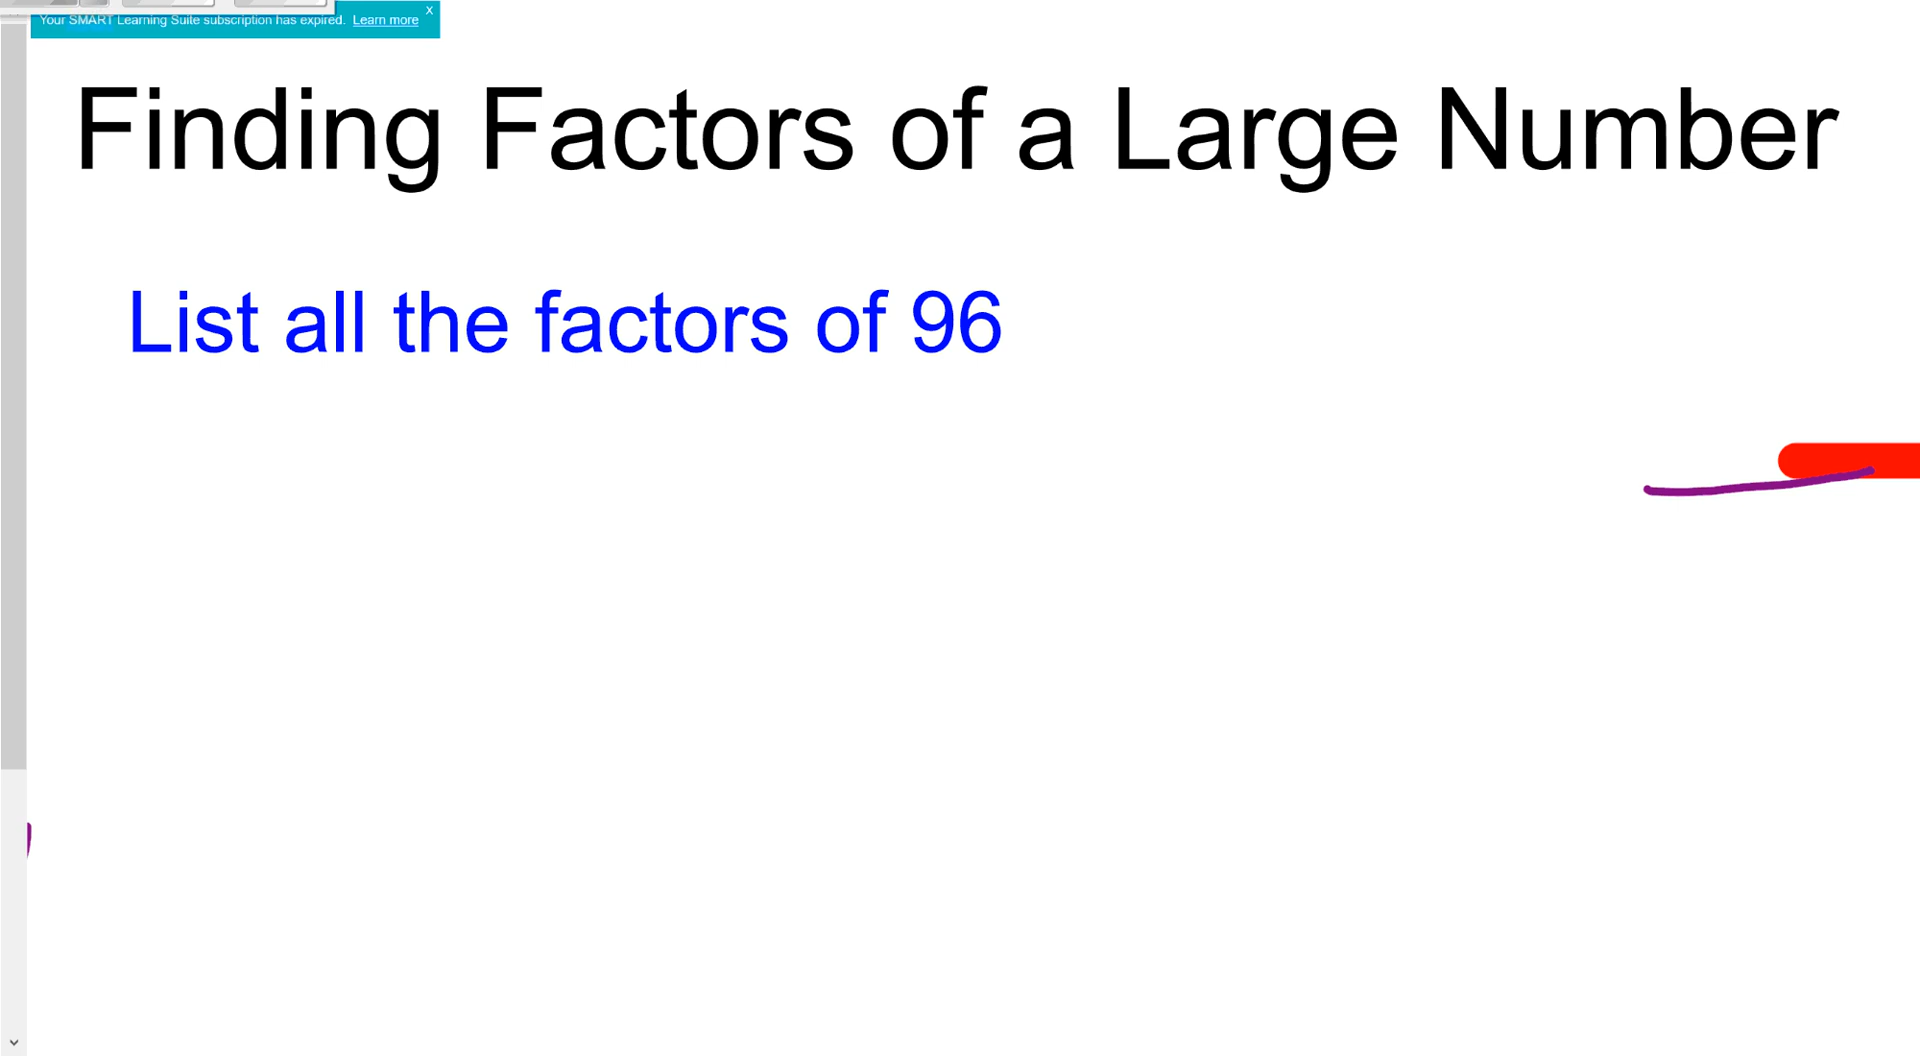 Your SMART Learning Suite subscription has expired. Learn more X
Finding Factors of a Large Number
List all the factors of 96